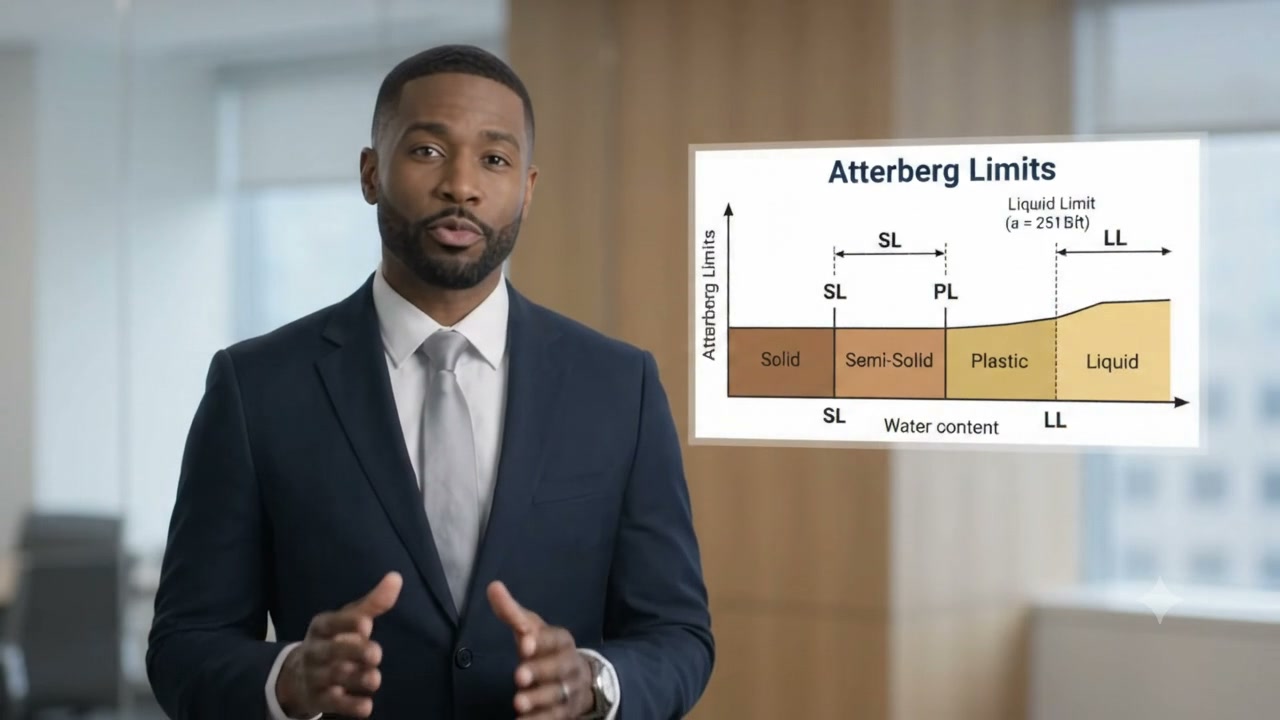 Atterberg Limits
Liquid Limit
(a = 251Bft)
SL
LL
SL
PL
Atterberg Limits
Solid
Semi-Solid
Plastic
Liquid
SL
Water content
LL